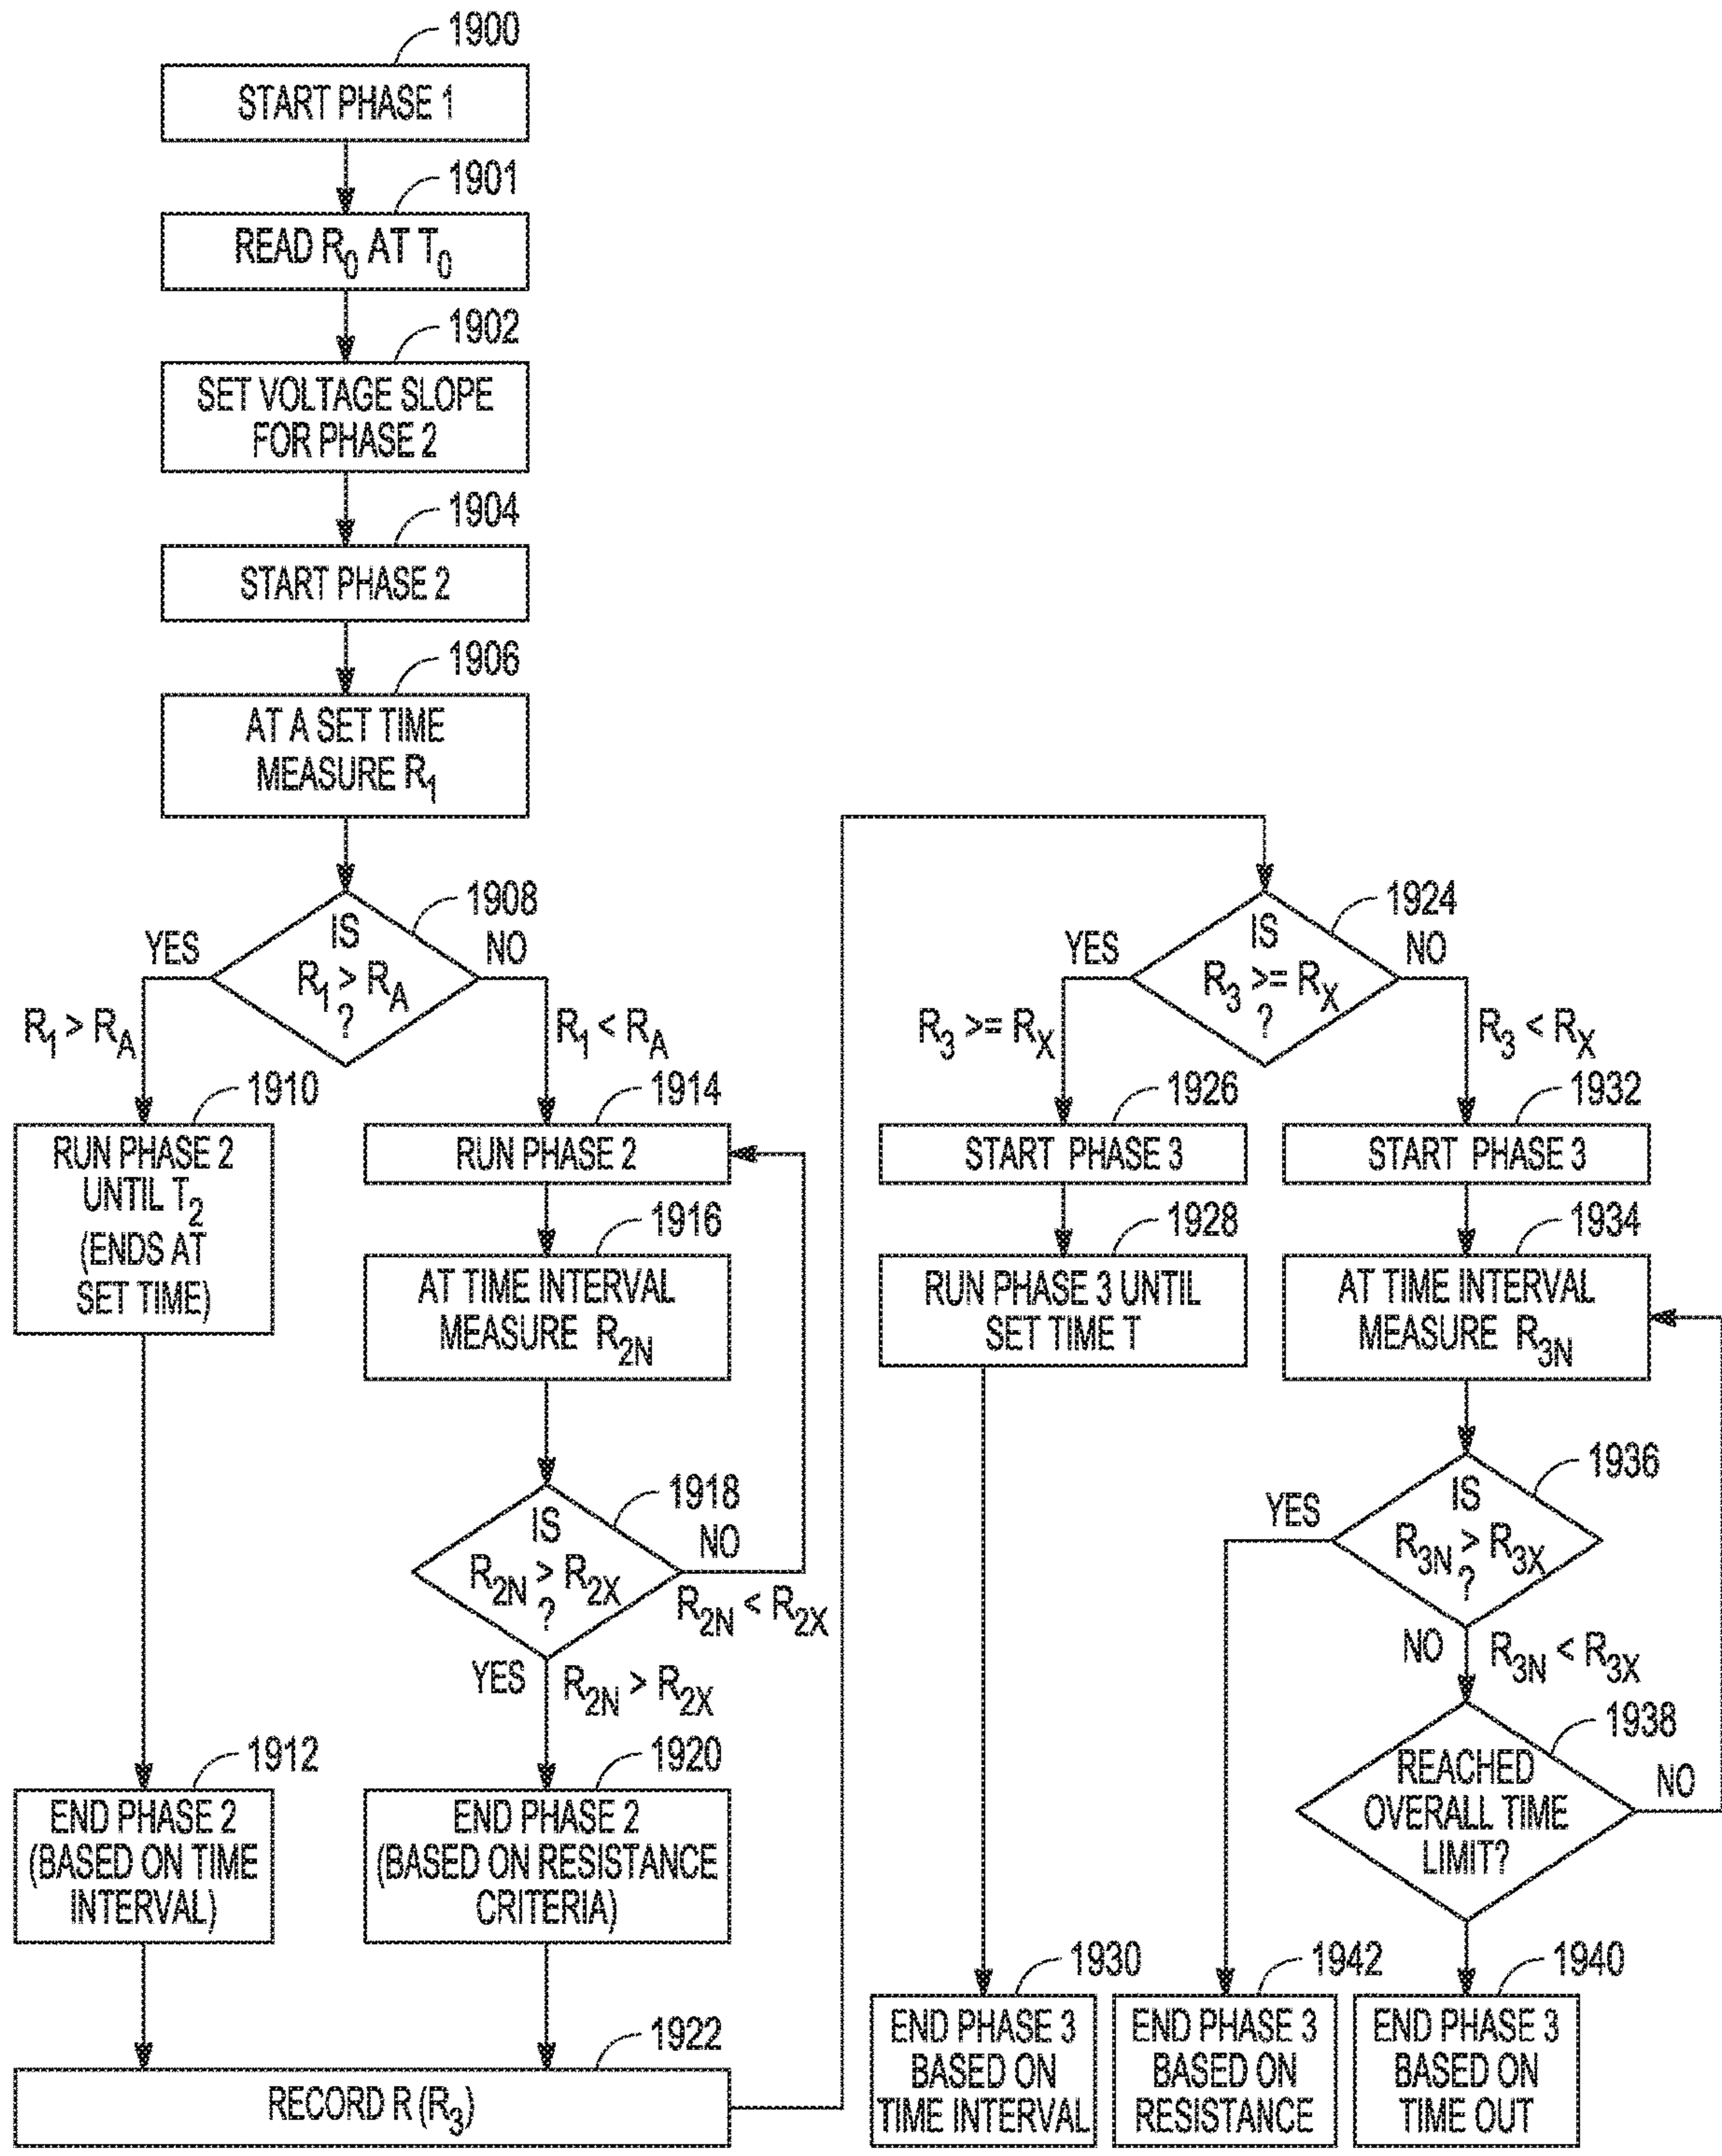 1900
START PHASE 1
1901
READ R0 AT T0
1902
SET VOLTAGE SLOPE
FOR PHASE 2
1904
START PHASE 2
1906
AT A SET TIME
MEASURE R1
1908
IS
R1 > RA
?
YES
NO
R1 > RA
R1 < RA
1910
RUN PHASE 2
UNTIL T2
(ENDS AT
SET TIME)
1914
RUN PHASE 2
1916
AT TIME INTERVAL
MEASURE R2N
1918
IS
R2N > R2X
?
NO
R2N < R2X
YES
R2N > R2X
1912
END PHASE 2
(BASED ON TIME
INTERVAL)
1920
END PHASE 2
(BASED ON RESISTANCE
CRITERIA)
1922
RECORD R (R3)
1924
IS
R3 >= RX
?
YES
NO
R3 >= RX
R3 < RX
1926
START PHASE 3
1928
RUN PHASE 3 UNTIL
SET TIME T
1932
START PHASE 3
1934
AT TIME INTERVAL
MEASURE R3N
1936
IS
R3N > R3X
?
YES
NO
R3N < R3X
1938
REACHED
OVERALL TIME
LIMIT?
NO
1930
END PHASE 3
BASED ON
TIME INTERVAL
1942
END PHASE 3
BASED ON
RESISTANCE
1940
END PHASE 3
BASED ON
TIME OUT